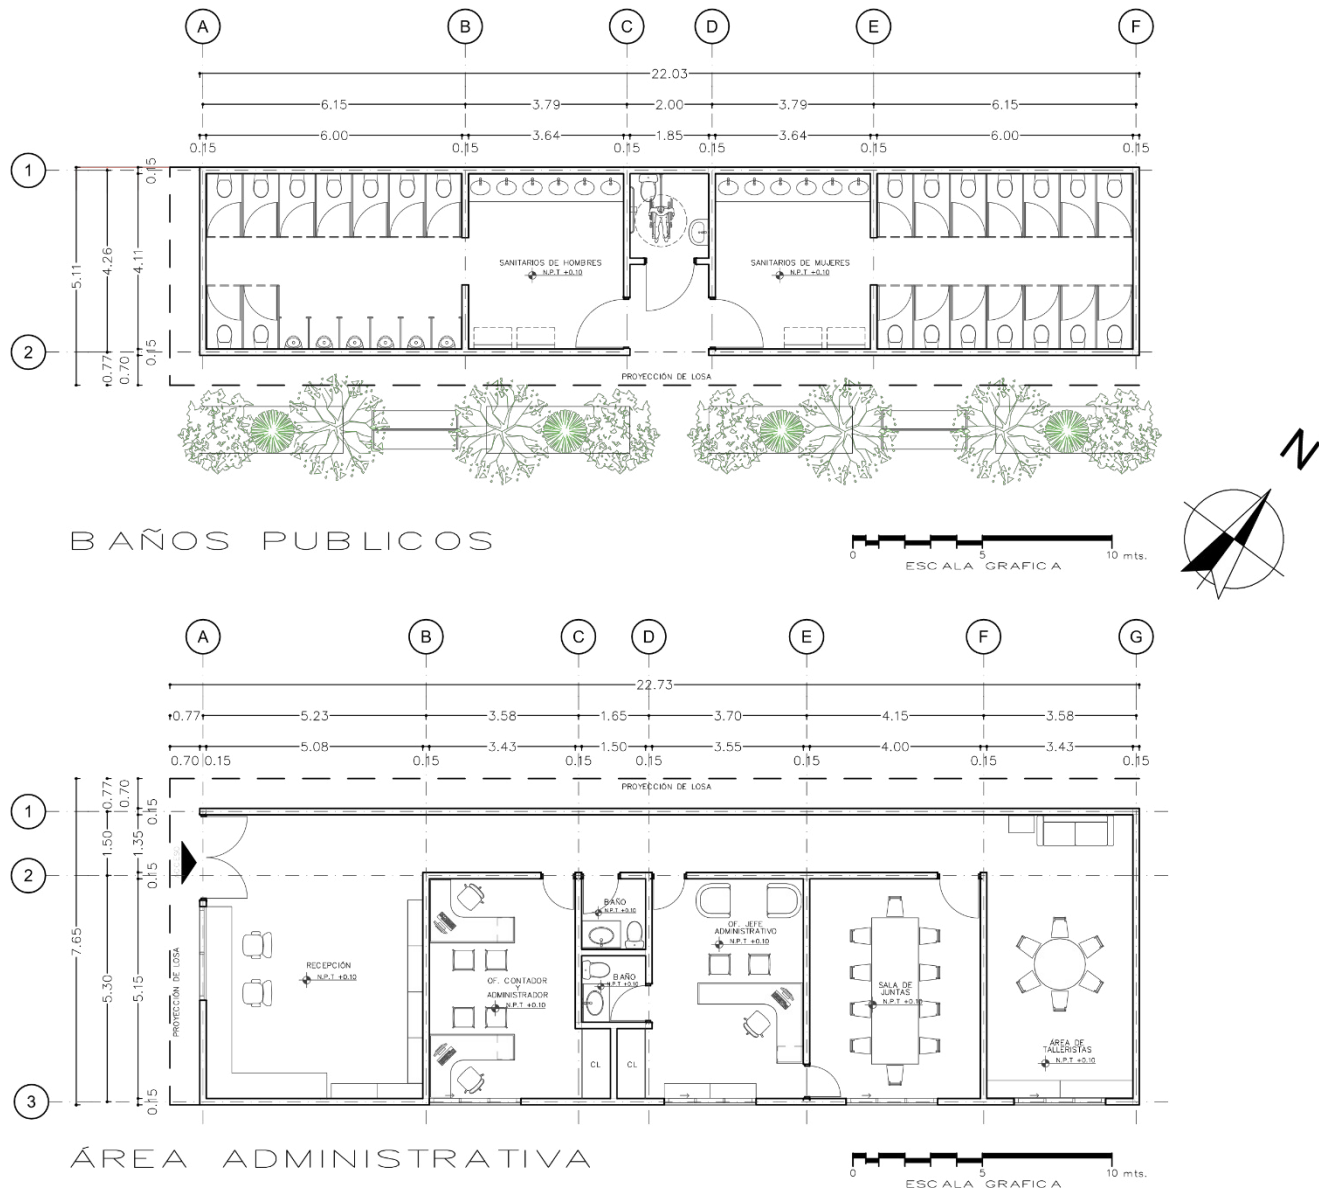 A B C D E F
22.03
6.15 3.79 2.00 3.79 6.15
6.00 3.64 1.85 3.64 6.00
0.15 0.15 0.15 0.15 0.15 0.15
1
2
5.11
4.26
0.77
0.15
4.11
0.15
0.70
SANITARIOS DE HOMBRES
N.P.T +0.10
SANITARIOS DE MUJERES
N.P.T +0.10
PROYECCIÓN DE LOSA
N
BAÑOS PUBLICOS
0 5 10 mts.
ESCALA GRAFICA
A B C D E F G
22.73
0.77 5.23 3.58 1.65 3.70 4.15 3.58
5.08 3.43 1.50 3.55 4.00 3.43
0.70 0.15 0.15 0.15 0.15 0.15 0.15 0.15
PROYECCIÓN DE LOSA
1
2
3
7.65
0.77
1.50
5.30
0.70
0.15
1.35
0.15
5.15
0.15
PROYECCIÓN DE LOSA
RECEPCIÓN
N.P.T +0.10
OF. CONTADOR
Y
ADMINISTRADOR
N.P.T +0.10
BAÑO
N.P.T +0.10
BAÑO
N.P.T +0.10
CL CL
OF. JEFE
ADMINISTRATIVO
N.P.T +0.10
SALA DE
JUNTAS
N.P.T +0.10
ÁREA DE
TALLERISTAS
N.P.T +0.10
ÁREA ADMINISTRATIVA
0 5 10 mts.
ESCALA GRAFICA